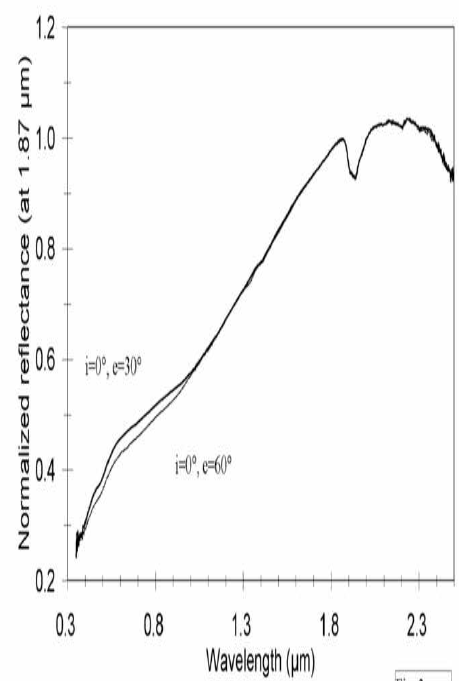 Normalized reflectance (at 1.87 µm)
1.2
1.0
0.8
0.6
0.4
0.2
i=0°, e=30°
i=0°, e=60°
0.3
0.8
1.3
1.8
2.3
Wavelength (µm)